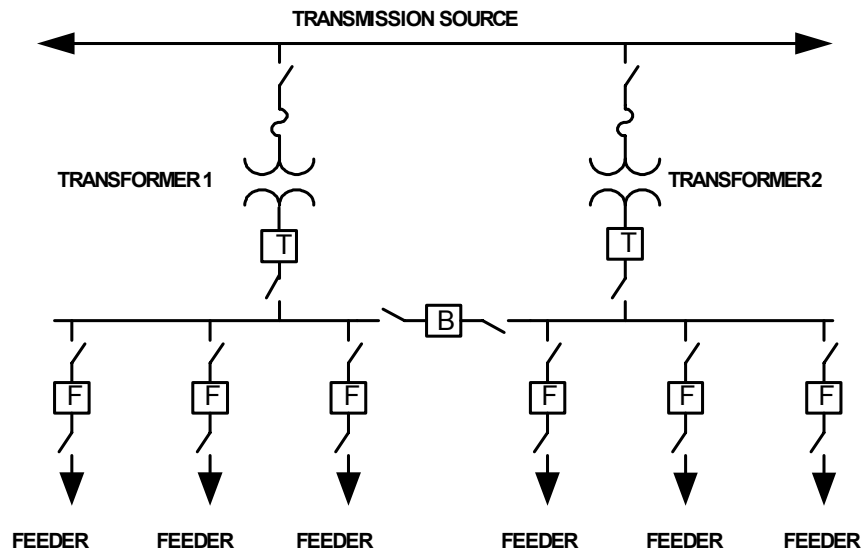 TRANSMISSION SOURCE
TRANSFORMER 1
TRANSFORMER 2
T
T
B
F
F
F
F
F
F
FEEDER
FEEDER
FEEDER
FEEDER
FEEDER
FEEDER